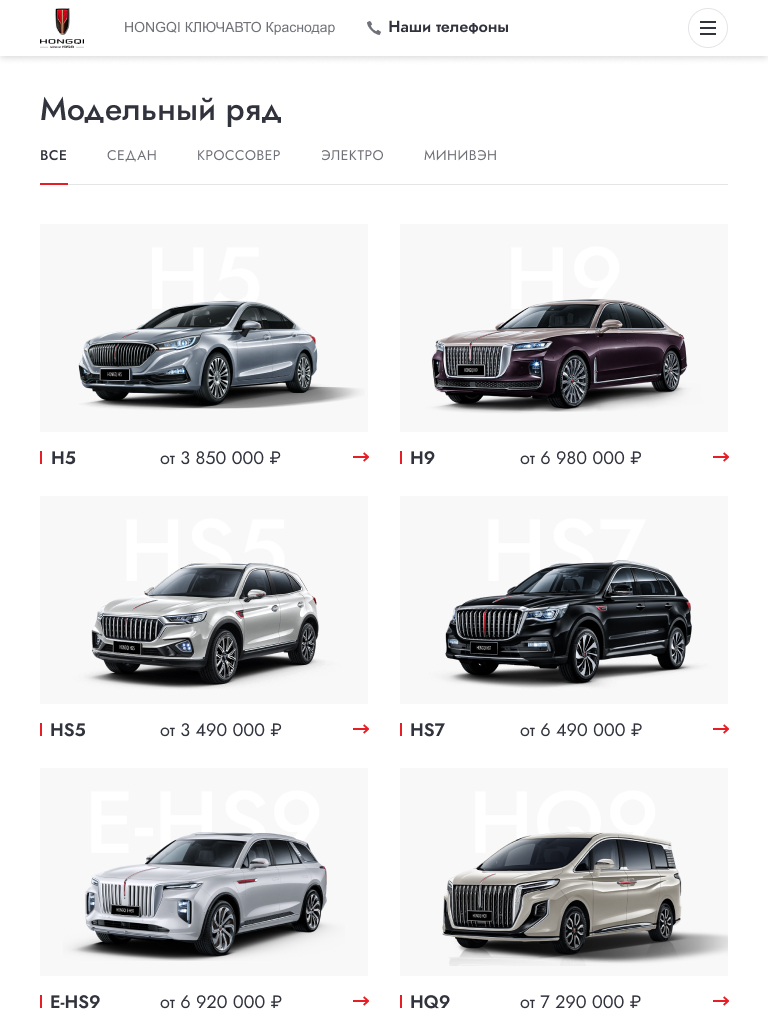 HONGQI
HONGQI КЛЮЧАВТО Краснодар
Наши телефоны
Модельный ряд
ВСЕ
СЕДАН
КРОССОВЕР
ЭЛЕКТРО
МИНИВЭН
H5
H9
H5
от 3 850 000 ₽
H9
от 6 980 000 ₽
HS5
HS7
HS5
от 3 490 000 ₽
HS7
от 6 490 000 ₽
E-HS9
HQ9
E-HS9
от 6 920 000 ₽
HQ9
от 7 290 000 ₽